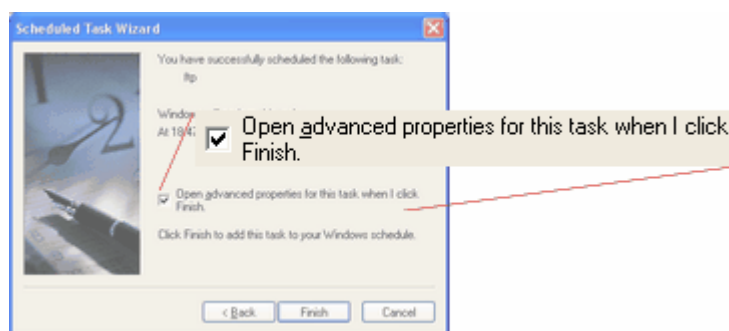 Scheduled Task Wizard
You have successfully scheduled the following task:
ftp
Window
At 18:42
Open advanced properties for this task when I click
Finish.
Open advanced properties for this task when I click
Finish.
Click Finish to add this task to your Windows schedule.
< Back Finish Cancel